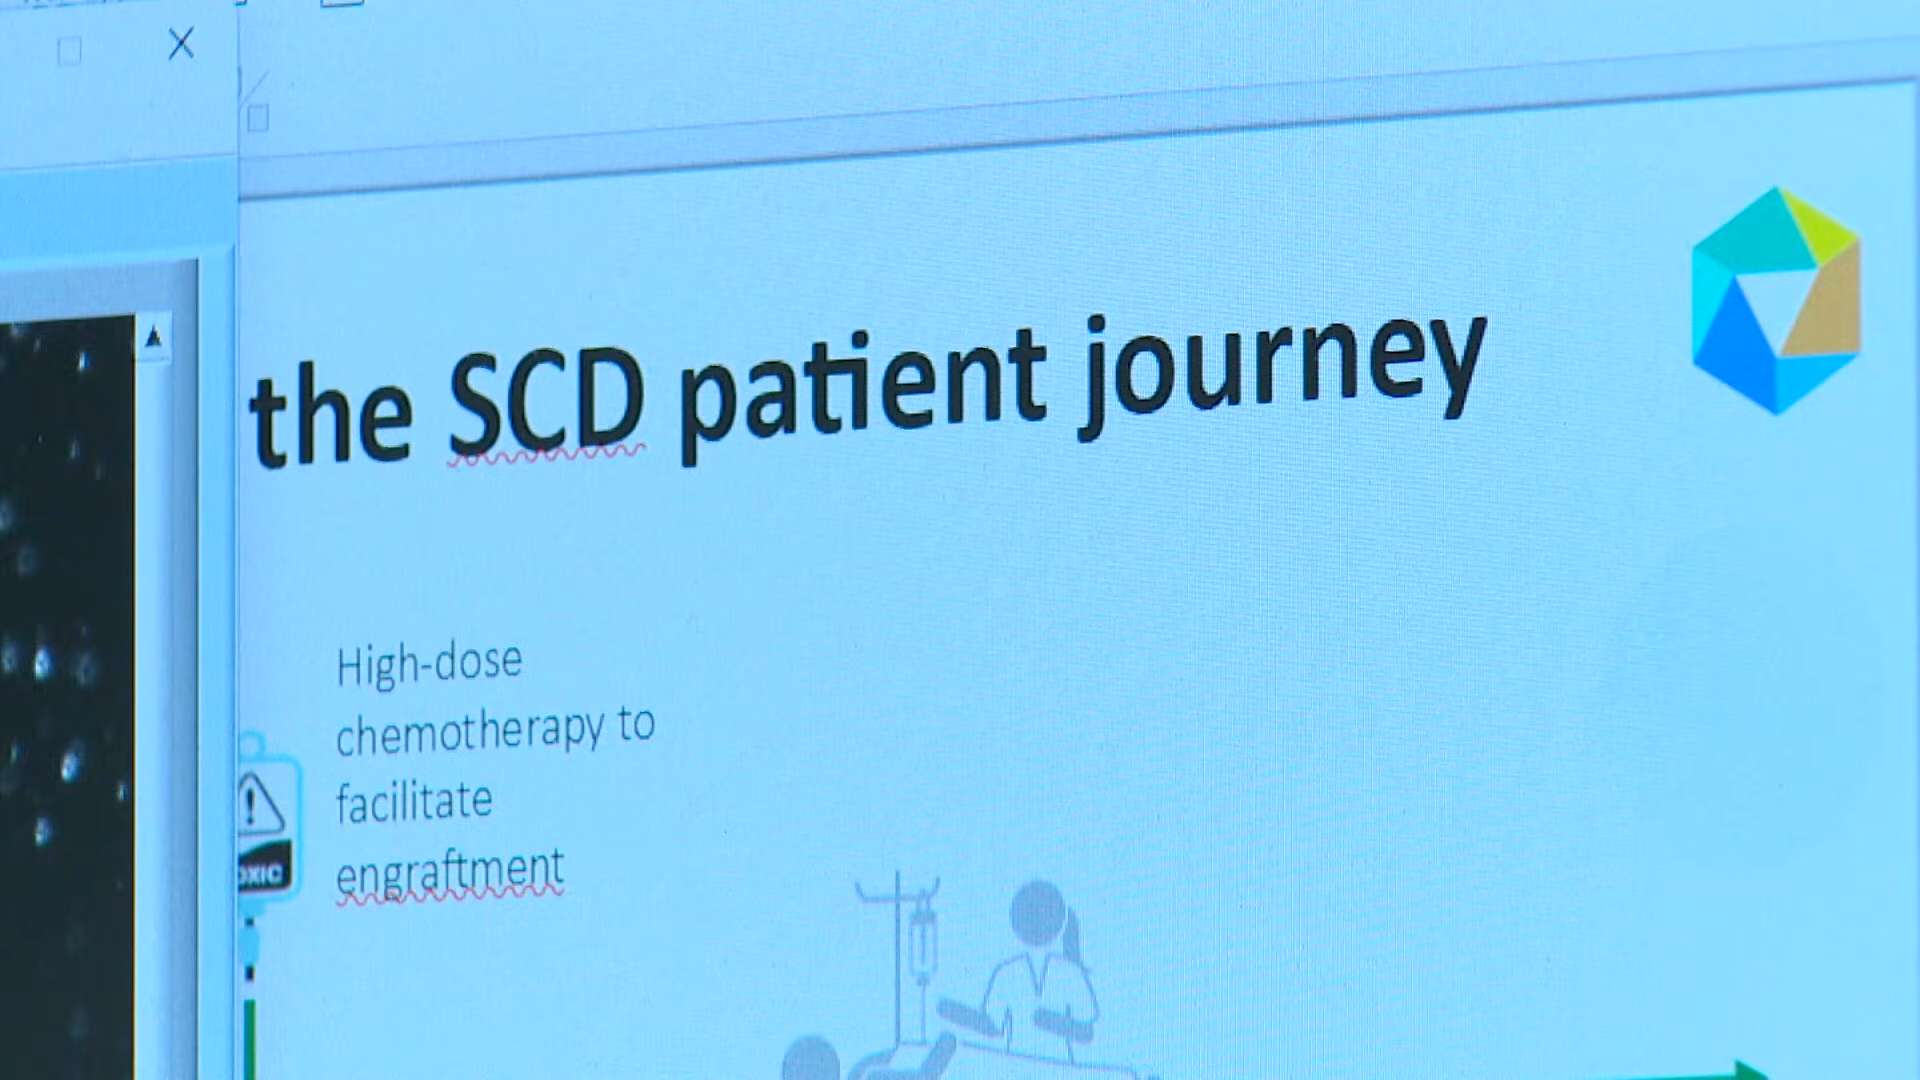 the SCD patient journey
High-dose
chemotherapy to
facilitate
engraftment
OXIC